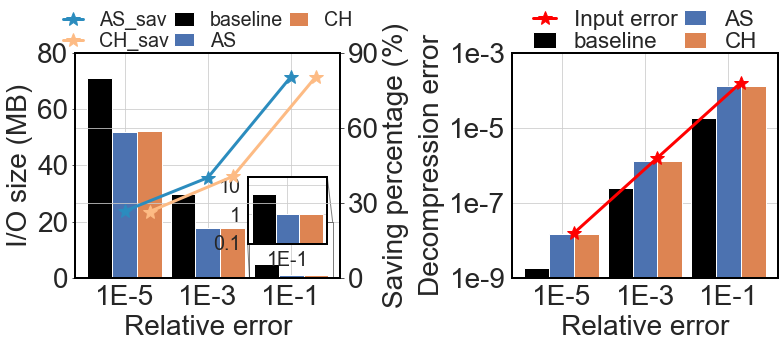 AS_sav baseline CH
CH_sav AS
80
60
40
20
0
I/O size (MB)
90
60
30
0
Saving percentage (%)
10
1
0.1
1E-1
1E-5 1E-3 1E-1
Relative error
Input error AS
baseline CH
1e-3
1e-5
1e-7
1e-9
Decompression error
1E-5 1E-3 1E-1
Relative error